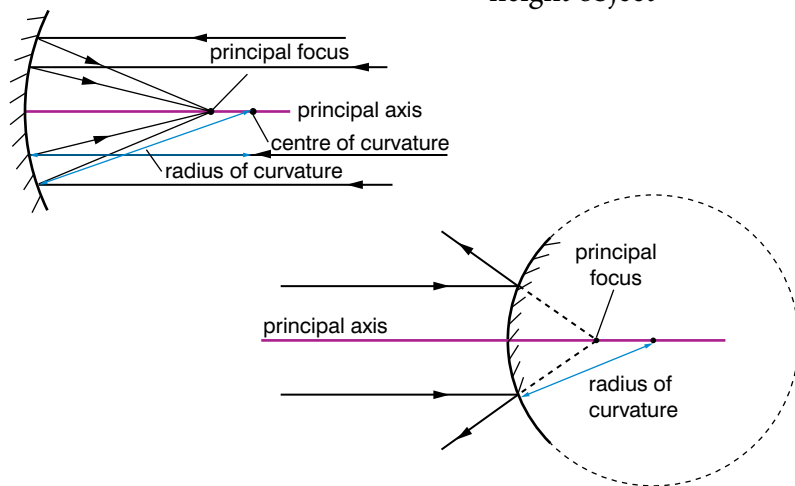 height object
principal focus
principal axis
centre of curvature
radius of curvature
principal
focus
principal axis
radius of
curvature